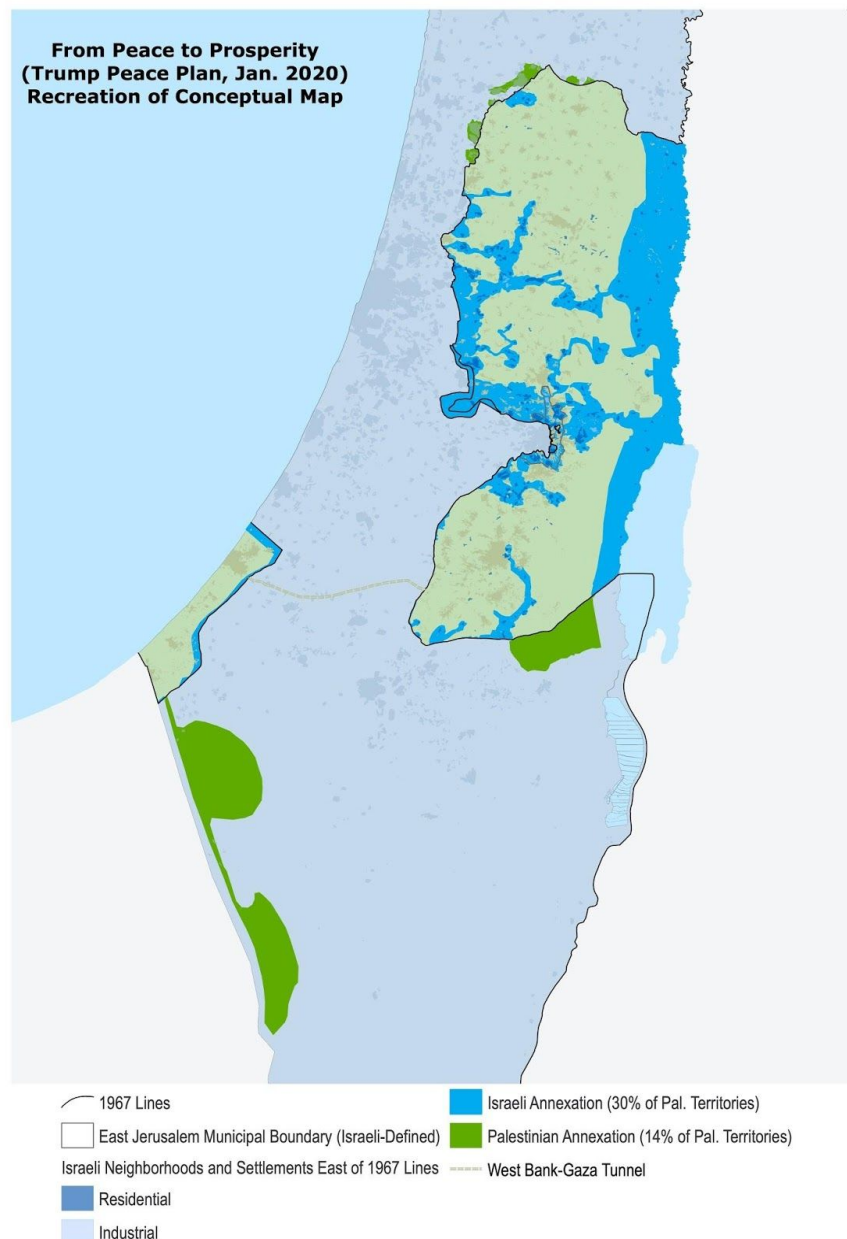 From Peace to Prosperity
(Trump Peace Plan, Jan. 2020)
Recreation of Conceptual Map
1967 Lines
East Jerusalem Municipal Boundary (Israeli-Defined)
Israeli Neighborhoods and Settlements East of 1967 Lines
Residential
Industrial
Israeli Annexation (30% of Pal. Territories)
Palestinian Annexation (14% of Pal. Territories)
West Bank-Gaza Tunnel